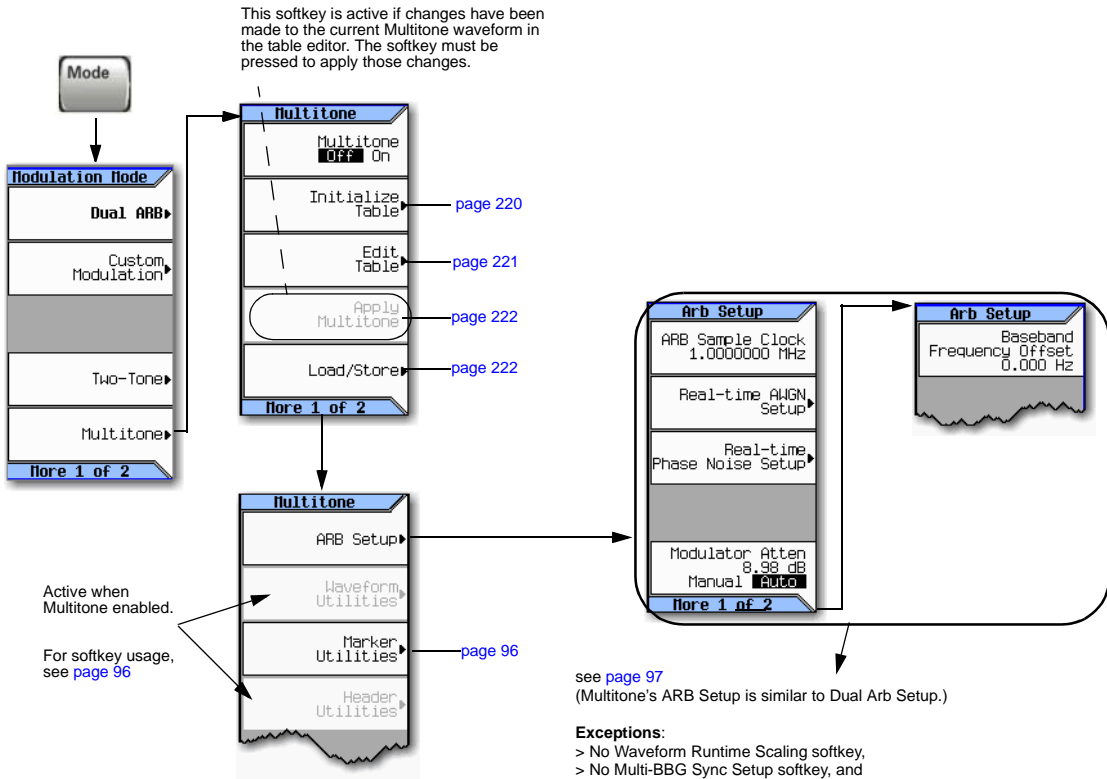 This softkey is active if changes have been
made to the current Multitone waveform in
the table editor. The softkey must be
pressed to apply those changes.
Mode
Modulation Mode
Dual ARB
Custom
Modulation
Two-Tone
Multitone
More 1 of 2
Multitone
Multitone
Off On
Initialize
Table
page 220
Edit
Table
page 221
Apply
Multitone
page 222
Load/Store
page 222
More 1 of 2
Multitone
ARB Setup
Waveform
Utilities
Marker
Utilities
page 96
Header
Utilities
Active when
Multitone enabled.
For softkey usage,
see page 96
Arb Setup
ARB Sample Clock
1.0000000 MHz
Real-time AWGN
Setup
Real-time
Phase Noise Setup
Modulator Atten
8.98 dB
Manual Auto
More 1 of 2
Arb Setup
Baseband
Frequency Offset
0.000 Hz
see page 97
(Multitone's ARB Setup is similar to Dual Arb Setup.)
Exceptions:
> No Waveform Runtime Scaling softkey,
> No Multi-BBG Sync Setup softkey, and